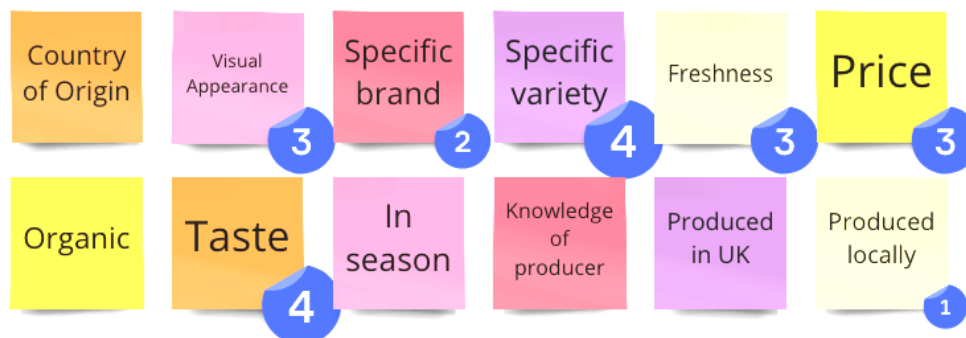 Country
of Origin
Visual
Appearance
3
Specific
brand
2
Specific
variety
4
Freshness
3
Price
3
Organic
Taste
4
In
season
Knowledge
of
producer
Produced
in UK
Produced
locally
1